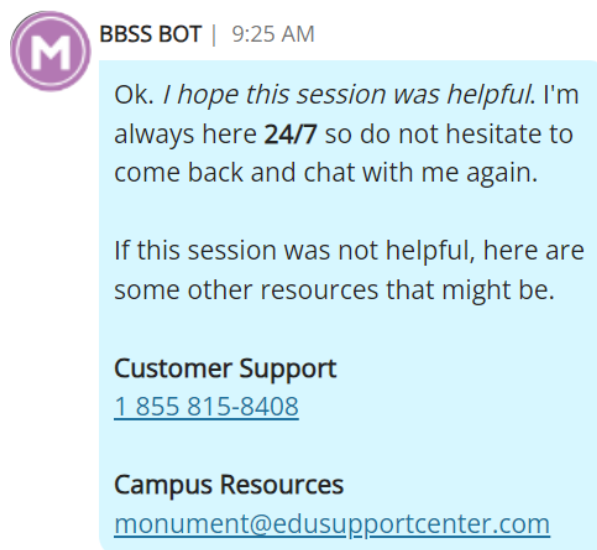 M
BBSS BOT | 9:25 AM
Ok. I hope this session was helpful. I'm
always here 24/7 so do not hesitate to
come back and chat with me again.
If this session was not helpful, here are
some other resources that might be.
Customer Support
1 855 815-8408
Campus Resources
monument@edusupportcenter.com